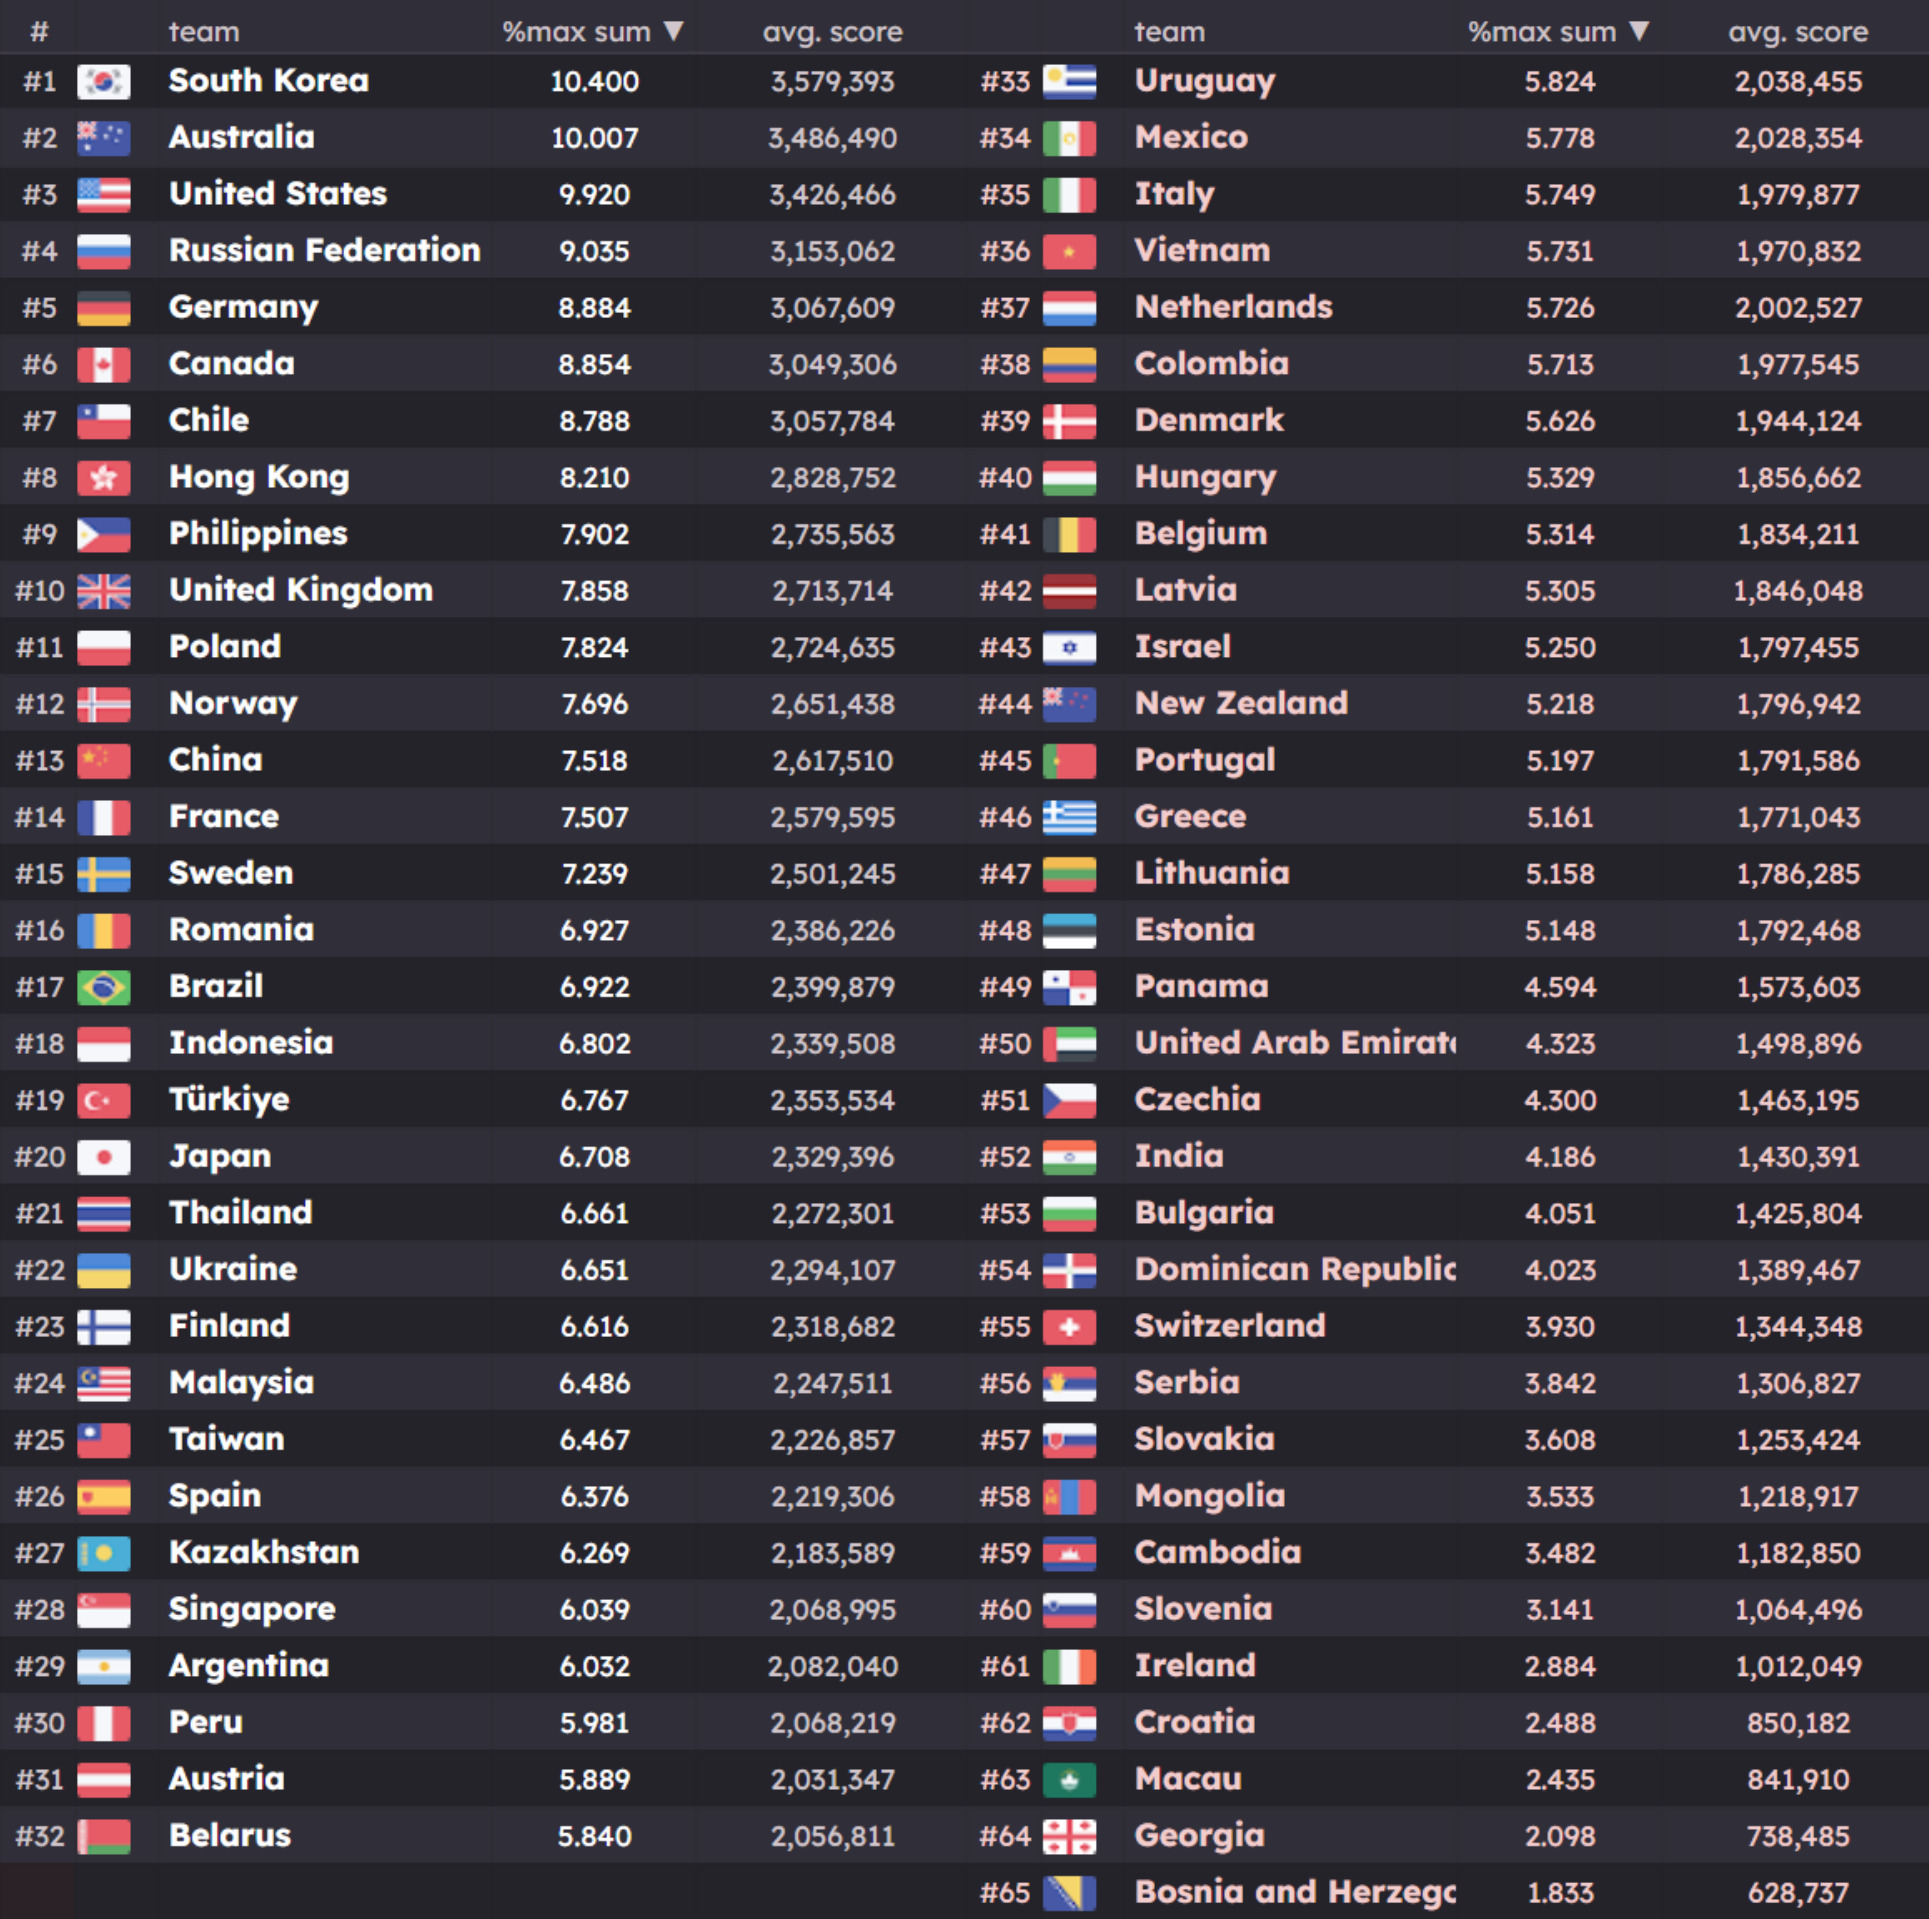 # team %max sum ▼ avg. score team %max sum ▼ avg. score
#1 South Korea 10.400 3,579,393 #33 Uruguay 5.824 2,038,455
#2 Australia 10.007 3,486,490 #34 Mexico 5.778 2,028,354
#3 United States 9.920 3,426,466 #35 Italy 5.749 1,979,877
#4 Russian Federation 9.035 3,153,062 #36 Vietnam 5.731 1,970,832
#5 Germany 8.884 3,067,609 #37 Netherlands 5.726 2,002,527
#6 Canada 8.854 3,049,306 #38 Colombia 5.713 1,977,545
#7 Chile 8.788 3,057,784 #39 Denmark 5.626 1,944,124
#8 Hong Kong 8.210 2,828,752 #40 Hungary 5.329 1,856,662
#9 Philippines 7.902 2,735,563 #41 Belgium 5.314 1,834,211
#10 United Kingdom 7.858 2,713,714 #42 Latvia 5.305 1,846,048
#11 Poland 7.824 2,724,635 #43 Israel 5.250 1,797,455
#12 Norway 7.696 2,651,438 #44 New Zealand 5.218 1,796,942
#13 China 7.518 2,617,510 #45 Portugal 5.197 1,791,586
#14 France 7.507 2,579,595 #46 Greece 5.161 1,771,043
#15 Sweden 7.239 2,501,245 #47 Lithuania 5.158 1,786,285
#16 Romania 6.927 2,386,226 #48 Estonia 5.148 1,792,468
#17 Brazil 6.922 2,399,879 #49 Panama 4.594 1,573,603
#18 Indonesia 6.802 2,339,508 #50 United Arab Emirat 4.323 1,498,896
#19 Türkiye 6.767 2,353,534 #51 Czechia 4.300 1,463,195
#20 Japan 6.708 2,329,396 #52 India 4.186 1,430,391
#21 Thailand 6.661 2,272,301 #53 Bulgaria 4.051 1,425,804
#22 Ukraine 6.651 2,294,107 #54 Dominican Republic 4.023 1,389,467
#23 Finland 6.616 2,318,682 #55 Switzerland 3.930 1,344,348
#24 Malaysia 6.486 2,247,511 #56 Serbia 3.842 1,306,827
#25 Taiwan 6.467 2,226,857 #57 Slovakia 3.608 1,253,424
#26 Spain 6.376 2,219,306 #58 Mongolia 3.533 1,218,917
#27 Kazakhstan 6.269 2,183,589 #59 Cambodia 3.482 1,182,850
#28 Singapore 6.039 2,068,995 #60 Slovenia 3.141 1,064,496
#29 Argentina 6.032 2,082,040 #61 Ireland 2.884 1,012,049
#30 Peru 5.981 2,068,219 #62 Croatia 2.488 850,182
#31 Austria 5.889 2,031,347 #63 Macau 2.435 841,910
#32 Belarus 5.840 2,056,811 #64 Georgia 2.098 738,485
#65 Bosnia and Herzego 1.833 628,737